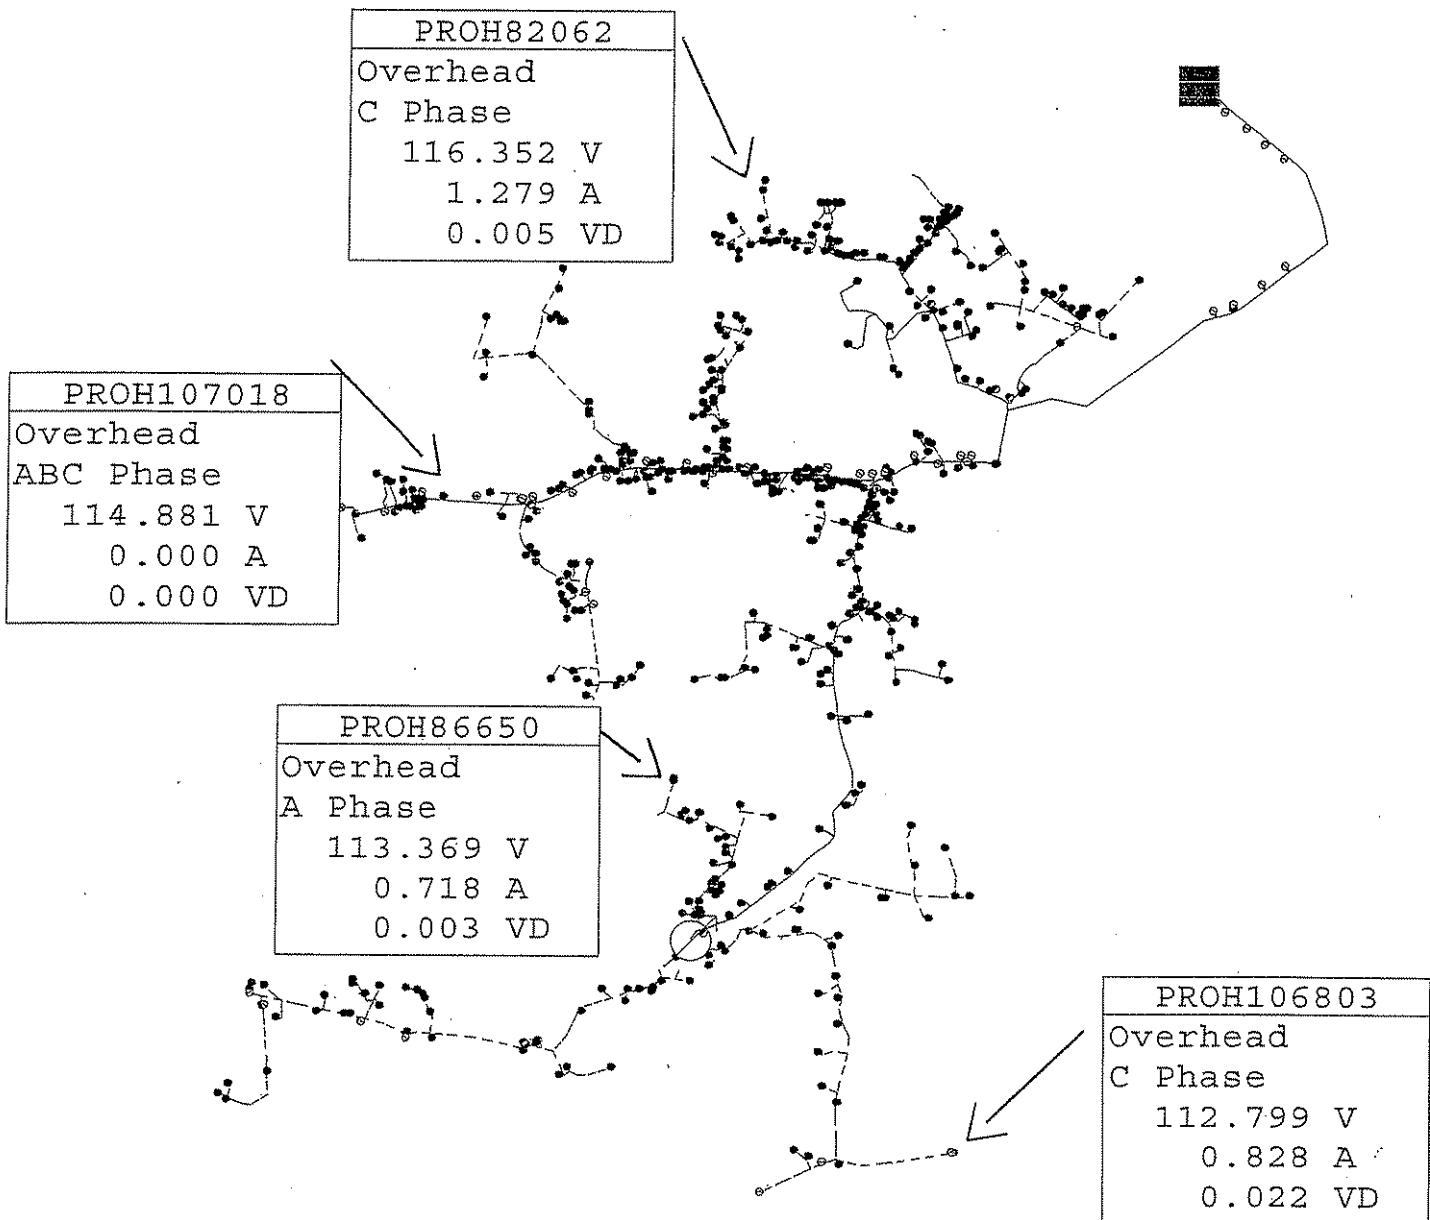 PROH82062
Overhead
C Phase
116.352 V
1.279 A
0.005 VD
PROH107018
Overhead
ABC Phase
114.881 V
0.000 A
0.000 VD
PROH86650
Overhead
A Phase
113.369 V
0.718 A
0.003 VD
PROH106803
Overhead
C Phase
112.799 V
0.828 A
0.022 VD